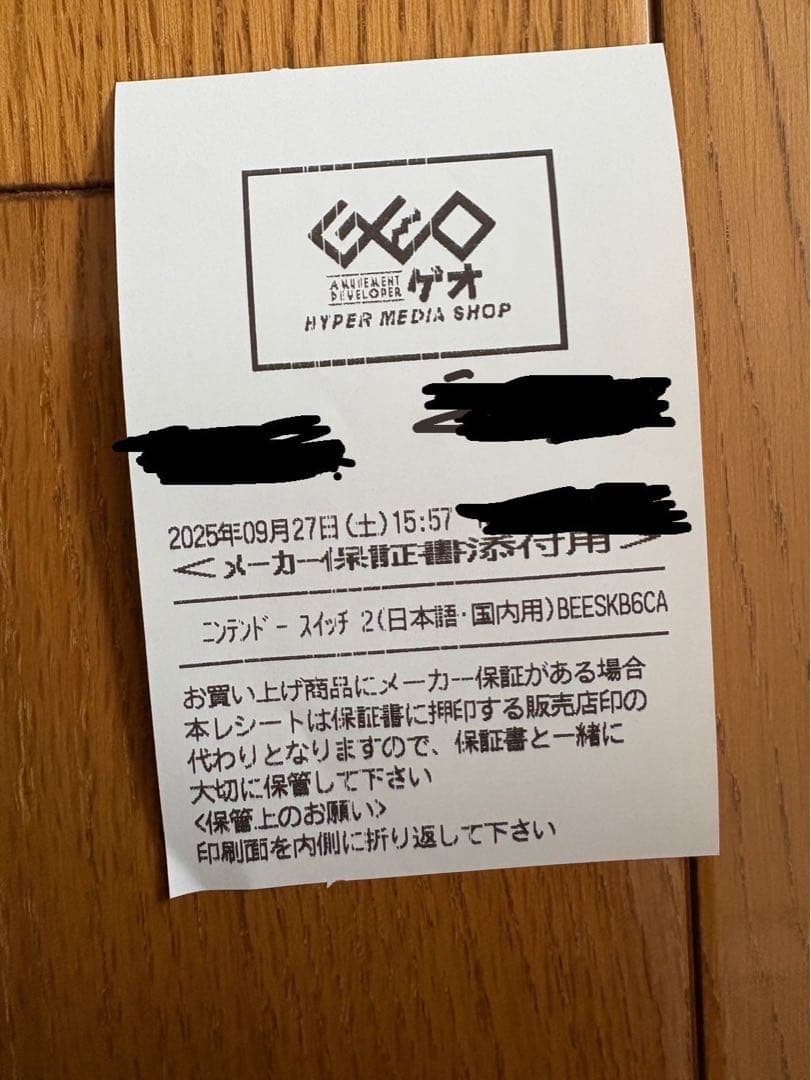 GEO
AMUSEMENT
DEVELOPER ゲオ
HYPER MEDIA SHOP
2025年09月27日(土)15:57
<メーカー保証書添付用>
ニンテンドー スイッチ 2(日本語・国内用)BEESKB6CA
お買い上げ商品にメーカー保証がある場合
本レシートは保証書に押印する販売店印の
代わりとなりますので、保証書と一緒に
大切に保管して下さい
<保管上のお願い>
印刷面を内側に折り返して下さい